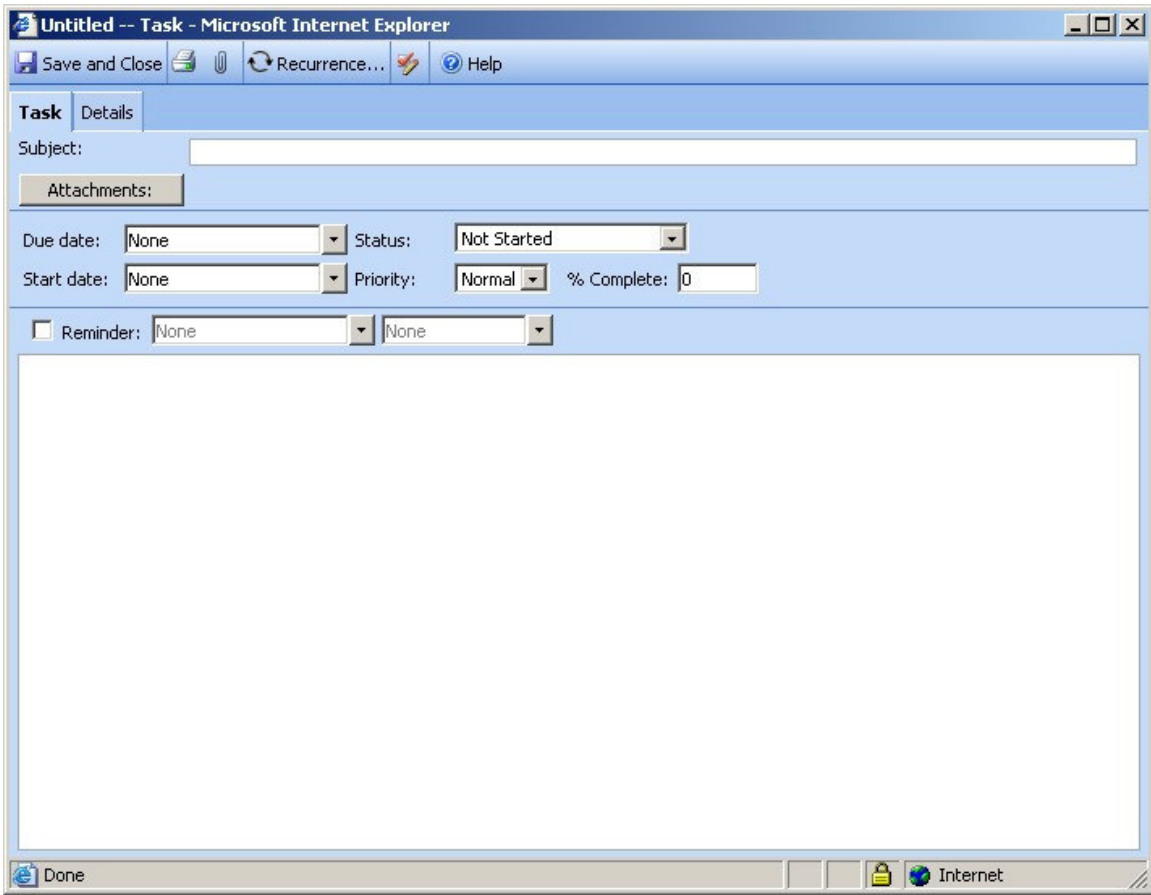 Untitled -- Task - Microsoft Internet Explorer
Save and Close Recurrence... Help
Task Details
Subject:
Attachments:
Due date: None Status: Not Started
Start date: None Priority: Normal % Complete: 0
Reminder: None None
Done Internet